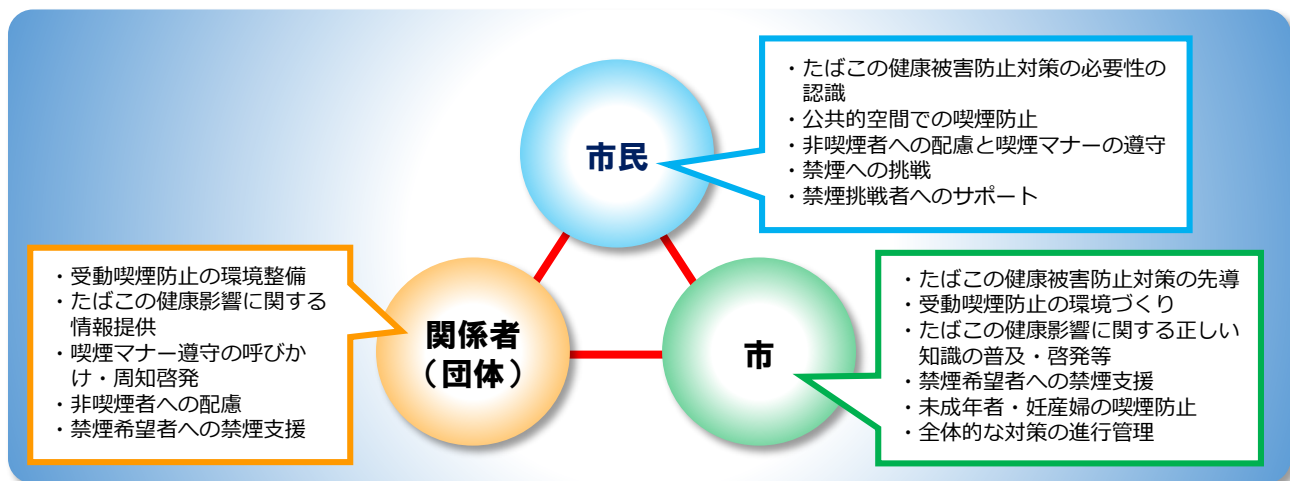 市民
・たばこの健康被害防止対策の必要性の
認識
・公共的空間での喫煙防止
・非喫煙者への配慮と喫煙マナーの遵守
・禁煙への挑戦
・禁煙挑戦者へのサポート
関係者
（団体）
・受動喫煙防止の環境整備
・たばこの健康影響に関する
情報提供
・喫煙マナー遵守の呼びか
け・周知啓発
・非喫煙者への配慮
・禁煙希望者への禁煙支援
市
・たばこの健康被害防止対策の先導
・受動喫煙防止の環境づくり
・たばこの健康影響に関する正しい
知識の普及・啓発等
・禁煙希望者への禁煙支援
・未成年者・妊産婦の喫煙防止
・全体的な対策の進行管理